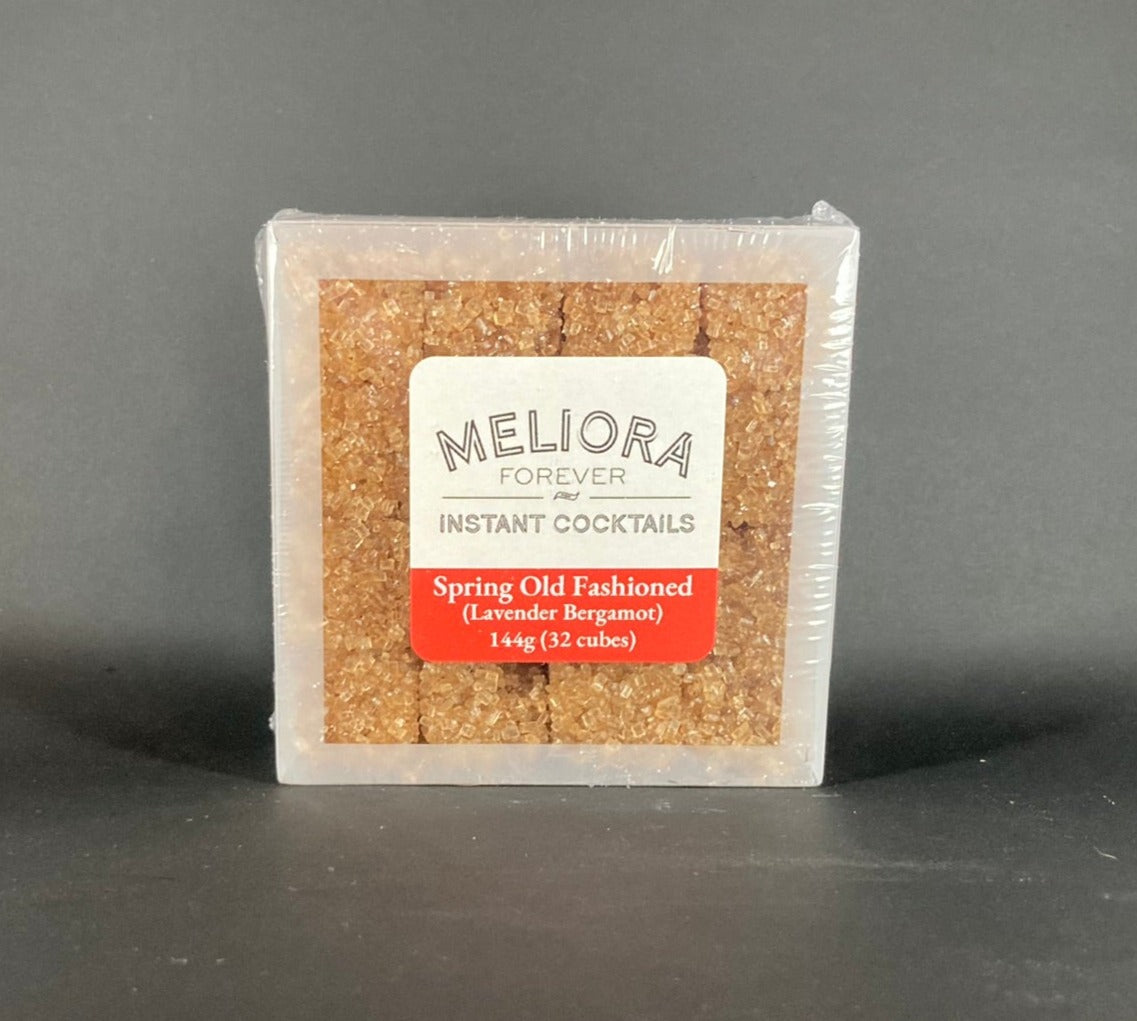 MELIORA
FOREVER
INSTANT COCKTAILS
Spring Old Fashioned
(Lavender Bergamot)
144g (32 cubes)